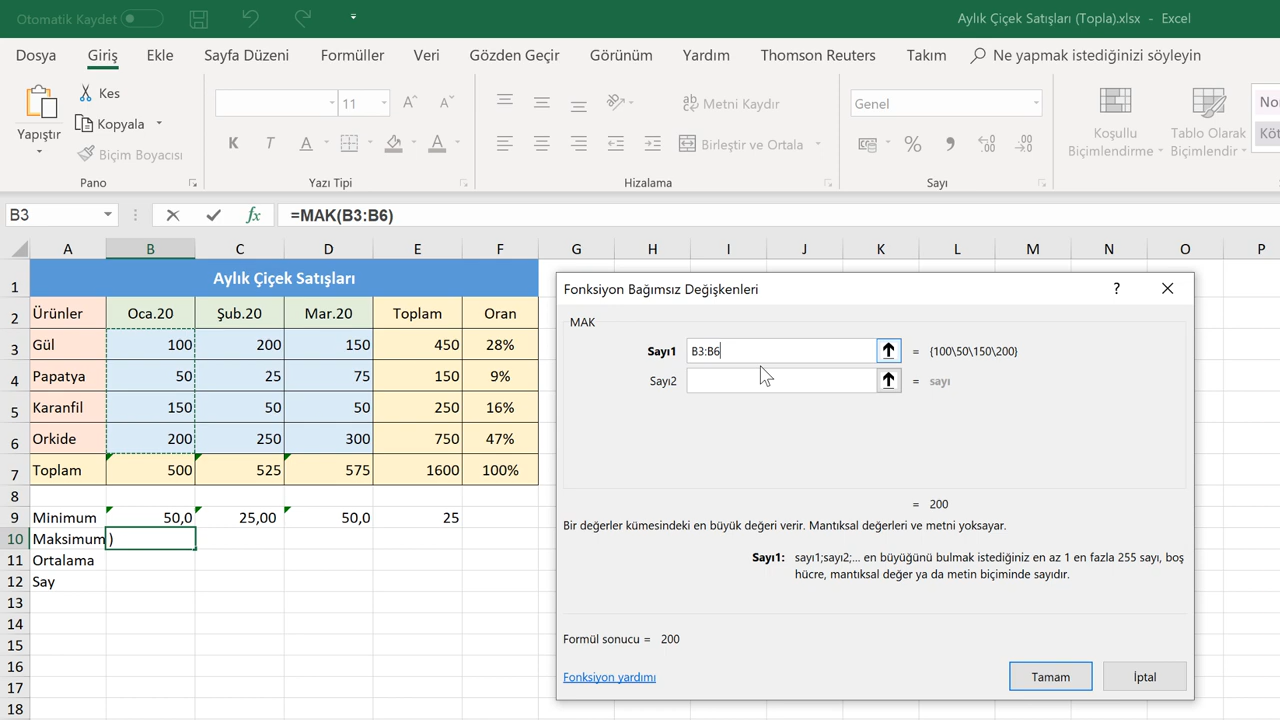 Otomatik Kaydet
Aylık Çiçek Satışları (Topla).xlsx - Excel
Dosya Giriş Ekle Sayfa Düzeni Formüller Veri Gözden Geçir Görünüm Yardım Thomson Reuters Takım Ne yapmak istediğinizi söyleyin
Yapıştır
Kes
Kopyala
Biçim Boyacısı
Pano
11
K T A
Yazı Tipi
ab Metni Kaydır
Birleştir ve Ortala
Hizalama
Genel
Sayı
Koşullu Biçimlendirme
Tablo Olarak Biçimlendir
B3 fx =MAK(B3:B6)
A B C D E F G H I J K L M N O P
1 Aylık Çiçek Satışları
2 Ürünler Oca.20 Şub.20 Mar.20 Toplam Oran
3 Gül 100 200 150 450 28%
4 Papatya 50 25 75 150 9%
5 Karanfil 150 50 50 250 16%
6 Orkide 200 250 300 750 47%
7 Toplam 500 525 575 1600 100%
8
9 Minimum 50,0 25,00 50,0 25
10 Maksimum )
11 Ortalama
12 Say
13
14
15
16
17
18
Fonksiyon Bağımsız Değişkenleri ?
MAK
Sayı1 B3:B6 = {100\50\150\200}
Sayı2 = sayı
= 200
Bir değerler kümesindeki en büyük değeri verir. Mantıksal değerleri ve metni yoksayar.
Sayı1: sayı1;sayı2;... en büyüğünü bulmak istediğiniz en az 1 en fazla 255 sayı, boş
hücre, mantıksal değer ya da metin biçiminde sayıdır.
Formül sonucu = 200
Fonksiyon yardımı
Tamam İptal